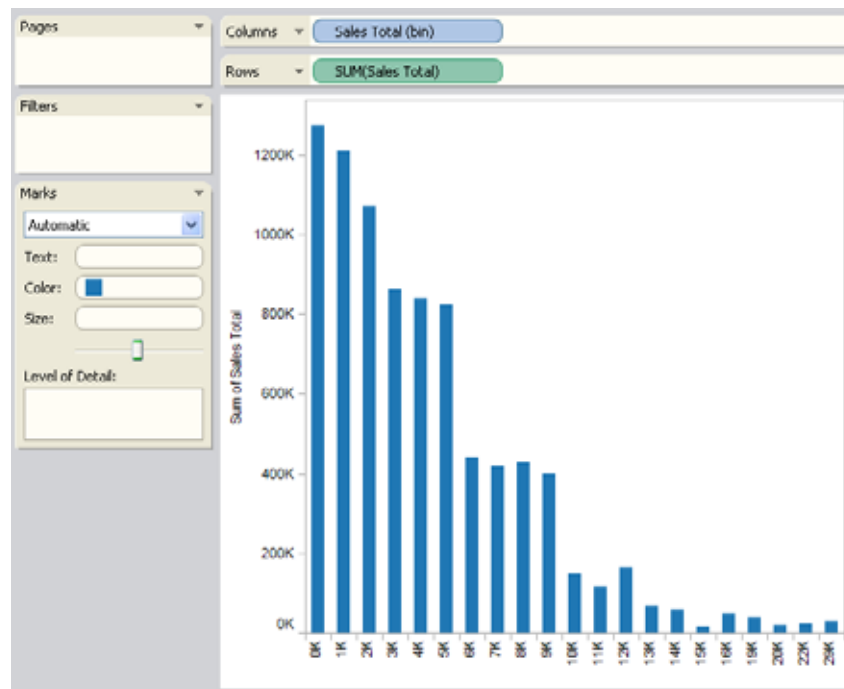 Pages
Columns
Sales Total (bin)
Rows
SUM(Sales Total)
Filters
Marks
Automatic
Text:
Color:
Size:
Level of Detail:
Sum of Sales Total
1200K
1000K
800K
600K
400K
200K
0K
0K 1K 2K 3K 4K 5K 6K 7K 8K 9K 10K 11K 12K 13K 14K 15K 16K 19K 20K 22K 29K